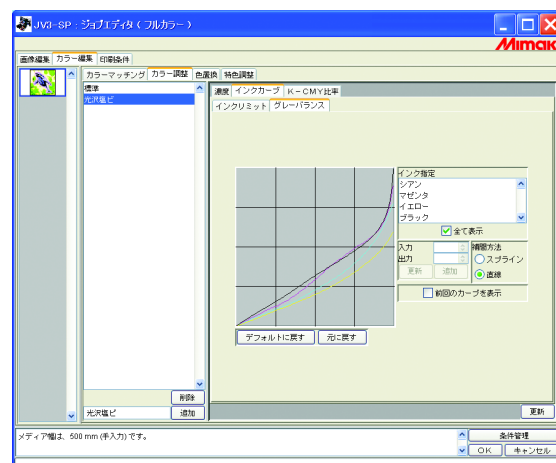 JV3-SP : ジョブエディタ ( フルカラー )
Mimaki
画像編集 カラー編集 印刷条件
カラーマッチング カラー調整 色置換 特色調整
標準
光沢塩ビ
濃度 インクカーブ K－CMY比率
インクリミット グレーバランス
インク指定
シアン
マゼンタ
イエロー
ブラック
全て表示
入力
出力
更新 追加
補間方法
スプライン
直線
前回のカーブを表示
デフォルトに戻す 元に戻す
削除
光沢塩ビ 追加
更新
メディア幅は、500 mm (手入力) です。
条件管理
OK キャンセル